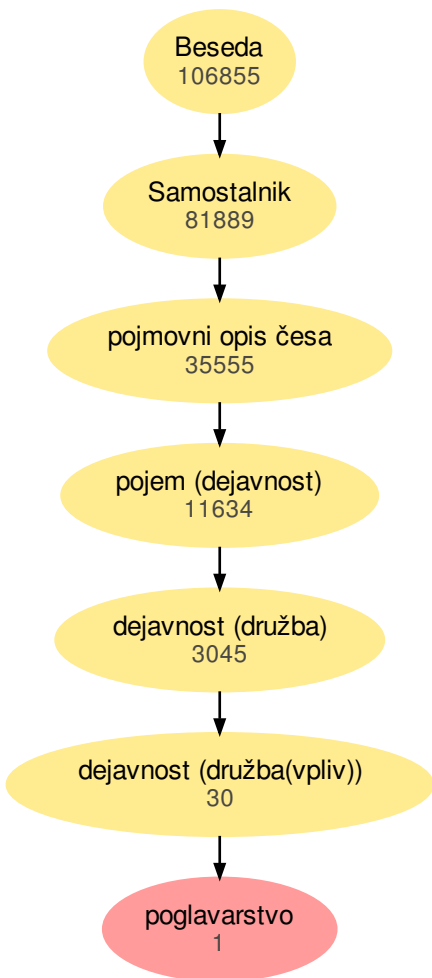 Beseda
106855
Samostalnik
81889
pojmovni opis česa
35555
pojem (dejavnost)
11634
dejavnost (družba)
3045
dejavnost (družba(vpliv))
30
poglavarstvo
1